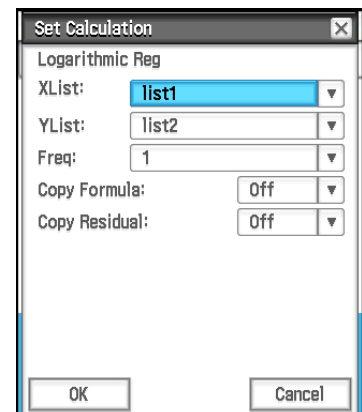 Set Calculation
Logarithmic Reg
XList: list1
YList: list2
Freq: 1
Copy Formula: Off
Copy Residual: Off
OK Cancel